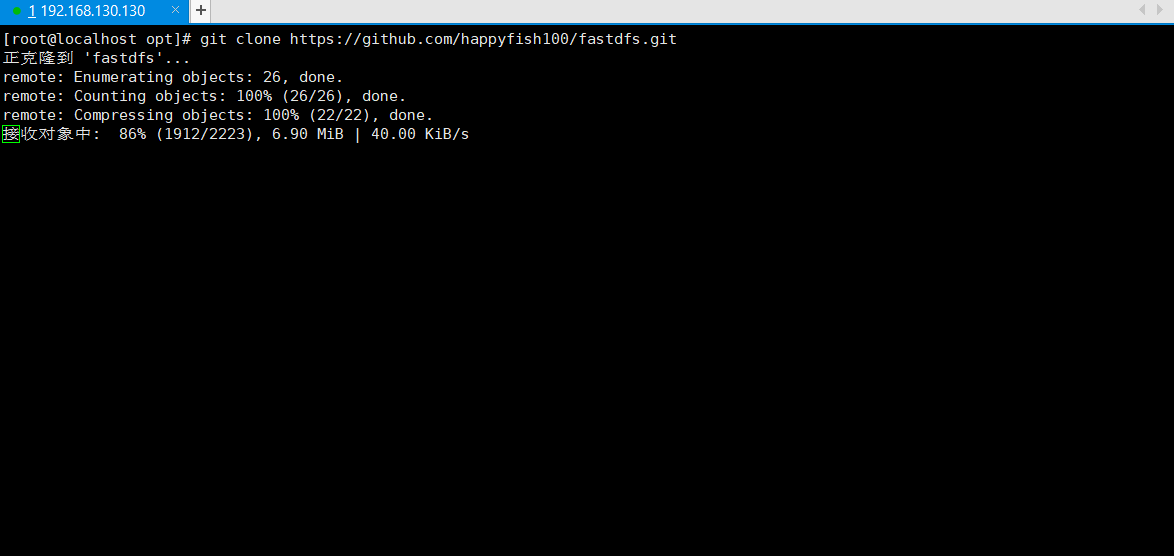 1 192.168.130.130 × +
[root@localhost opt]# git clone https://github.com/happyfish100/fastdfs.git
正克隆到 'fastdfs'...
remote: Enumerating objects: 26, done.
remote: Counting objects: 100% (26/26), done.
remote: Compressing objects: 100% (22/22), done.
接收对象中:  86% (1912/2223), 6.90 MiB | 40.00 KiB/s